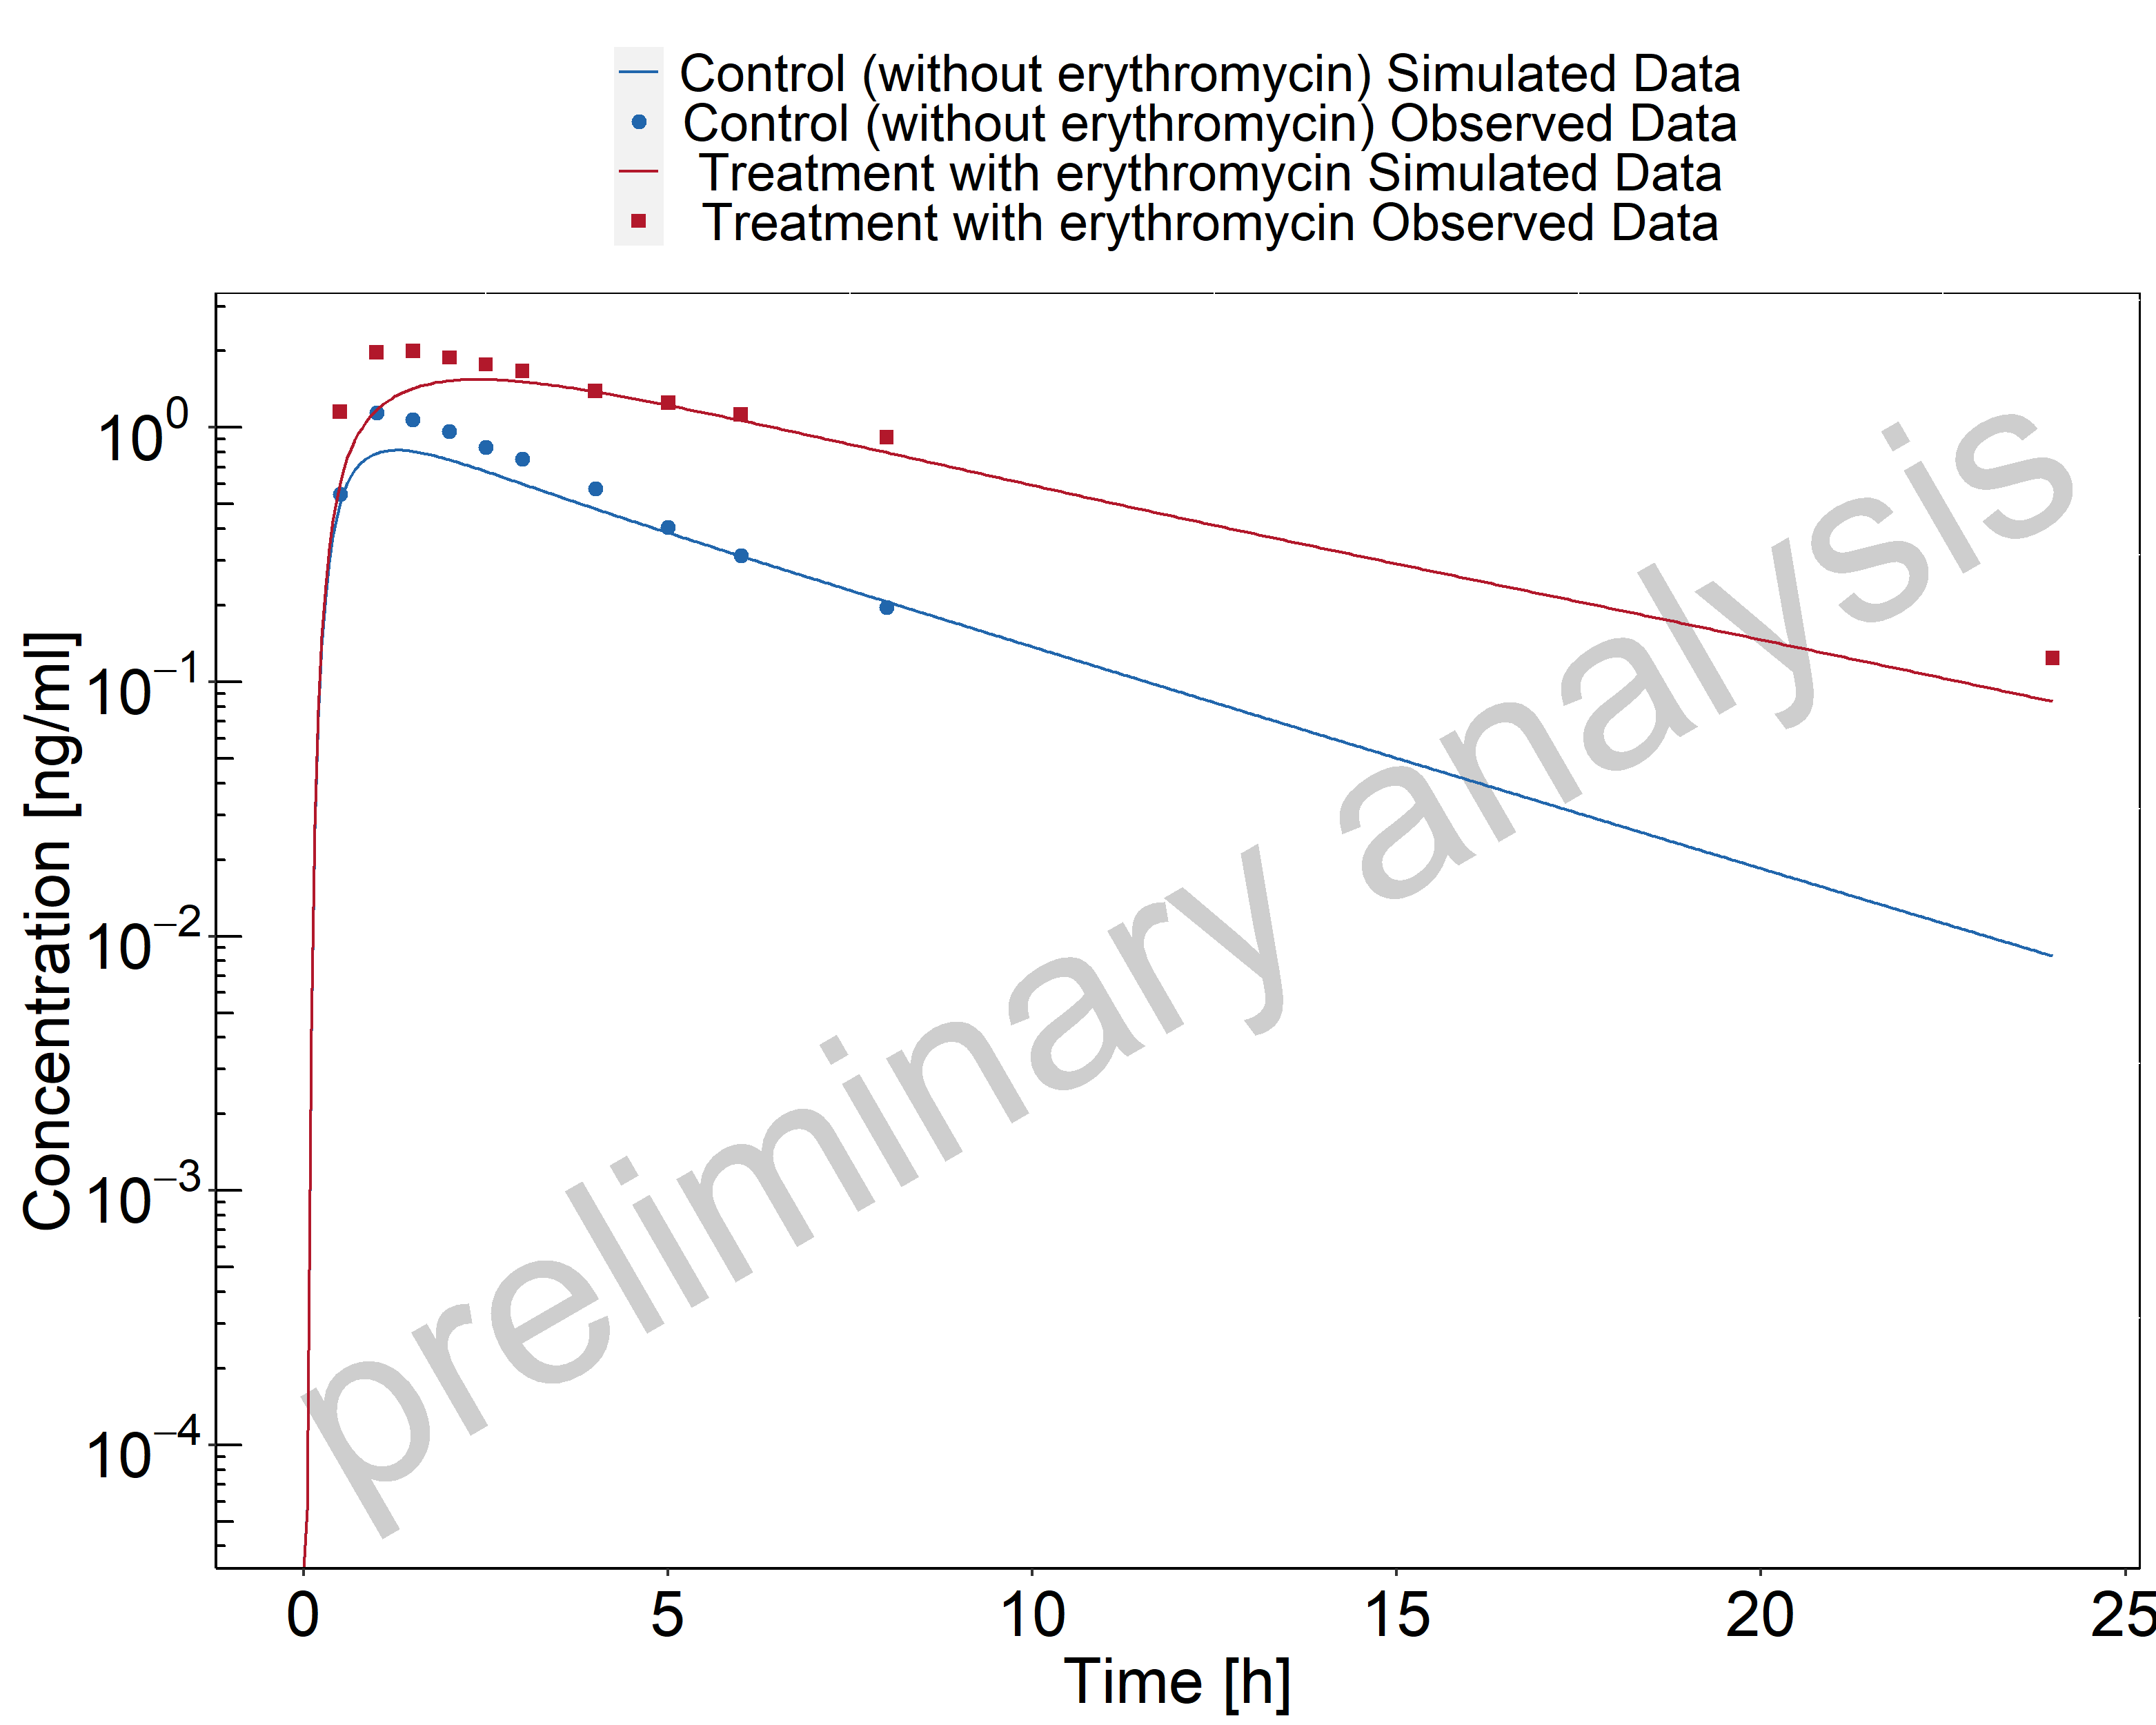 Control (without erythromycin) Simulated Data
Control (without erythromycin) Observed Data
Treatment with erythromycin Simulated Data
Treatment with erythromycin Observed Data
Concentration [ng/ml]
10⁰
10⁻¹
10⁻²
10⁻³
10⁻⁴
preliminary analysis
0 5 10 15 20 25
Time [h]